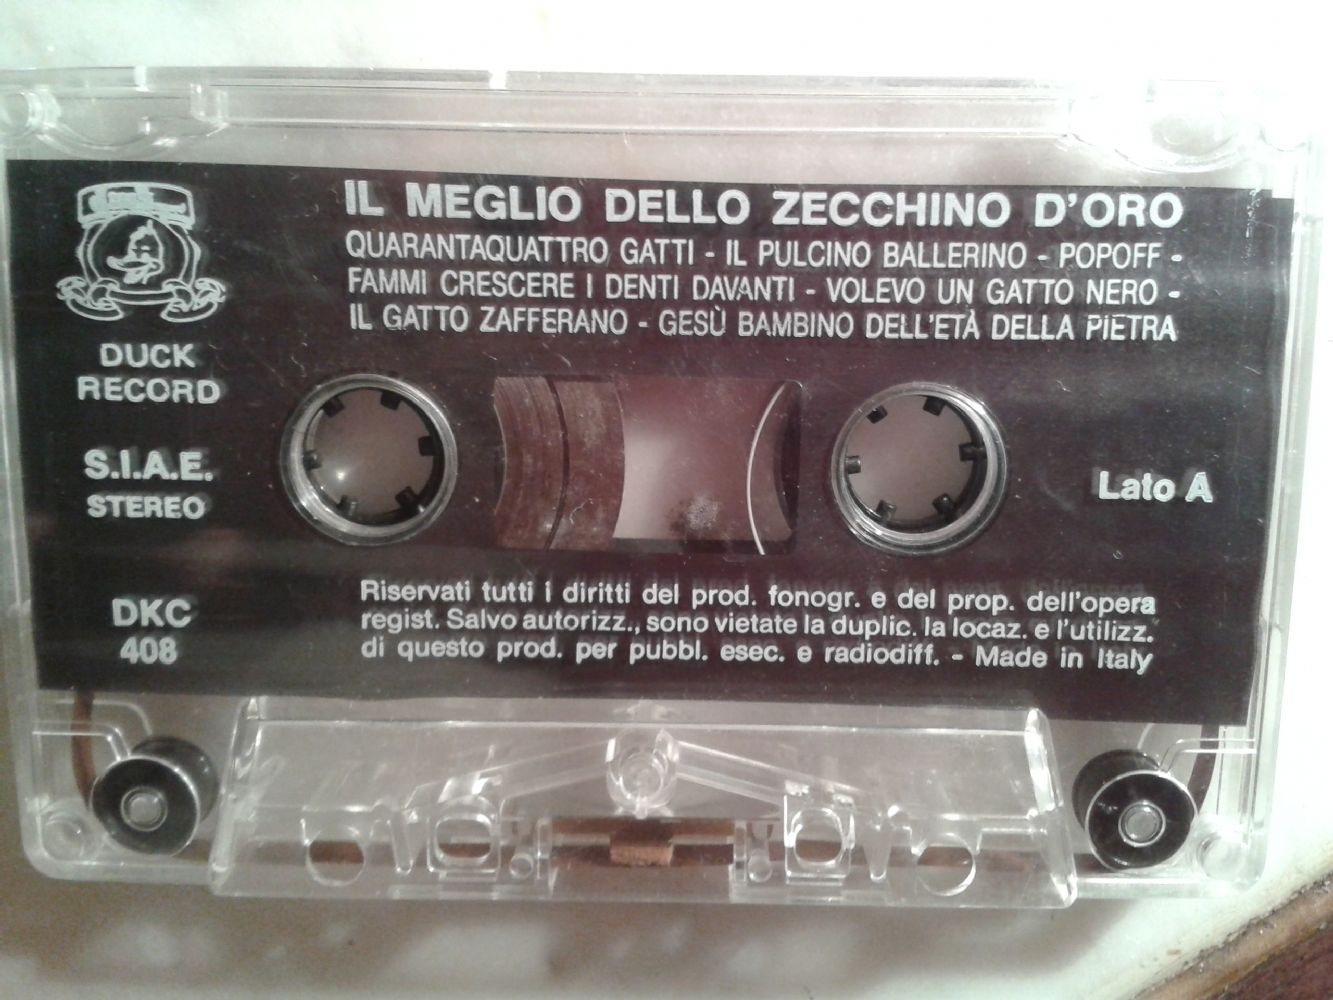 IL MEGLIO DELLO ZECCHINO D'ORO
QUARANTAQUATTRO GATTI - IL PULCINO BALLERINO - POPOFF -
FAMMI CRESCERE I DENTI DAVANTI - VOLEVO UN GATTO NERO -
IL GATTO ZAFFERANO - GESÙ BAMBINO DELL'ETÀ DELLA PIETRA
DUCK
RECORD
S.I.A.E.
STEREO
Lato A
DKC
408
Riservati tutti i diritti del prod. fonogr. e del prop. dell'opera
regist. Salvo autorizz., sono vietate la duplic. la locaz. e l'utilizz.
di questo prod. per pubbl. esec. e radiodiff. - Made in Italy